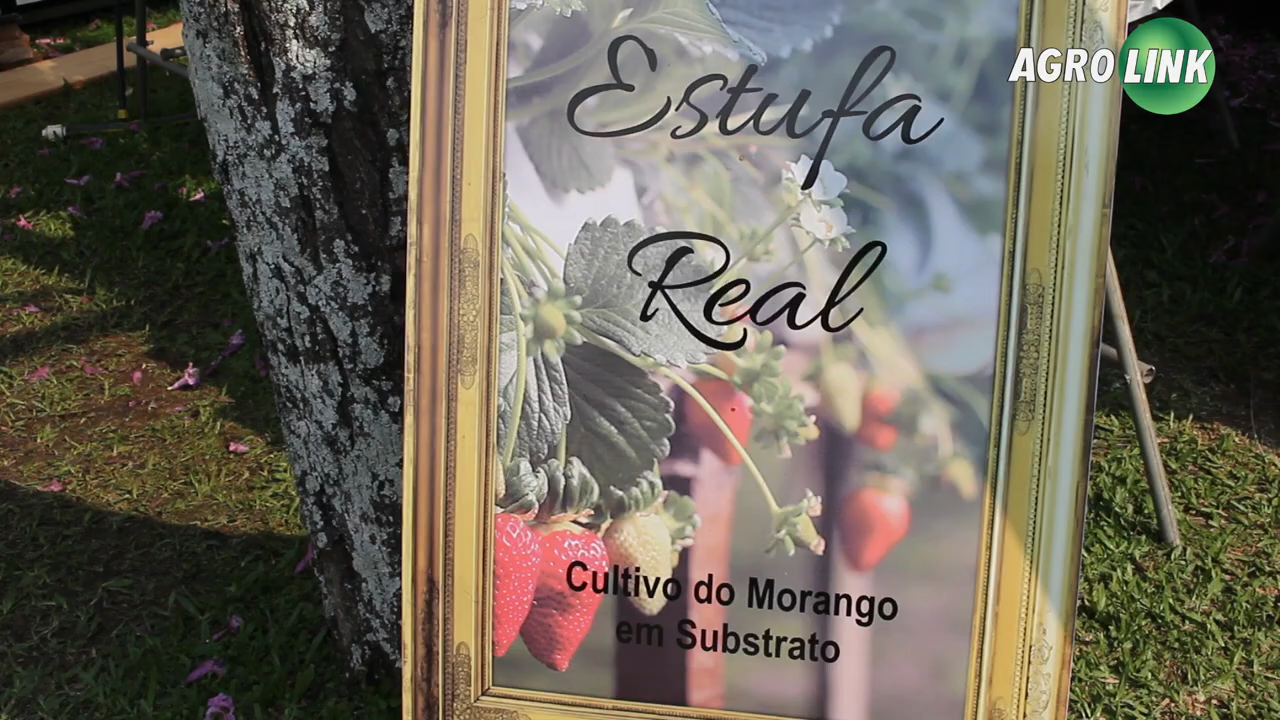 AGRO LINK
Estufa
Real
Cultivo do Morango
em Substrato